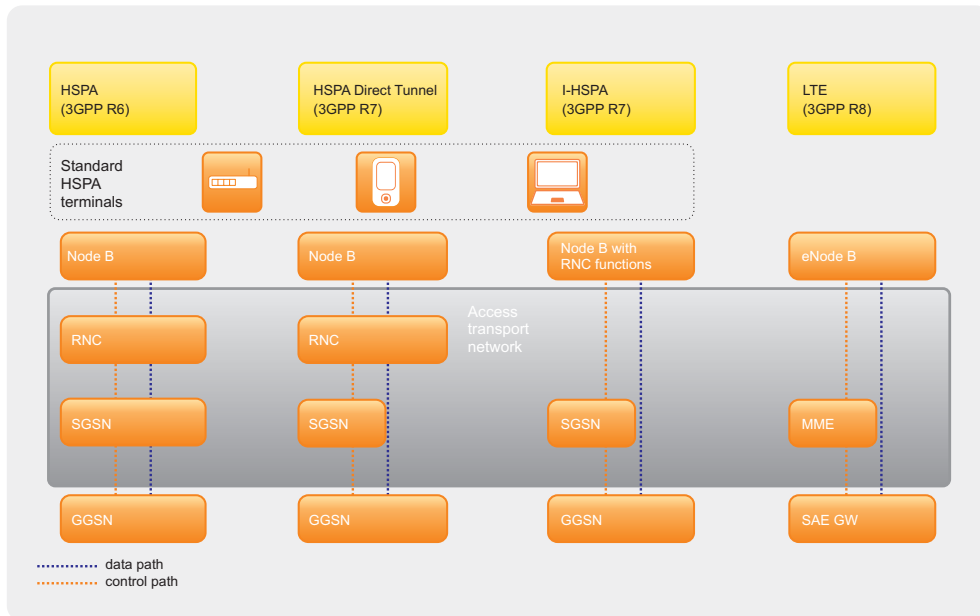 HSPA
(3GPP R6)
HSPA Direct Tunnel
(3GPP R7)
I-HSPA
(3GPP R7)
LTE
(3GPP R8)
Standard
HSPA
terminals
Node B
Node B
Node B with
RNC functions
eNode B
Access
transport
network
RNC
RNC
SGSN
SGSN
SGSN
MME
GGSN
GGSN
GGSN
SAE GW
data path
control path